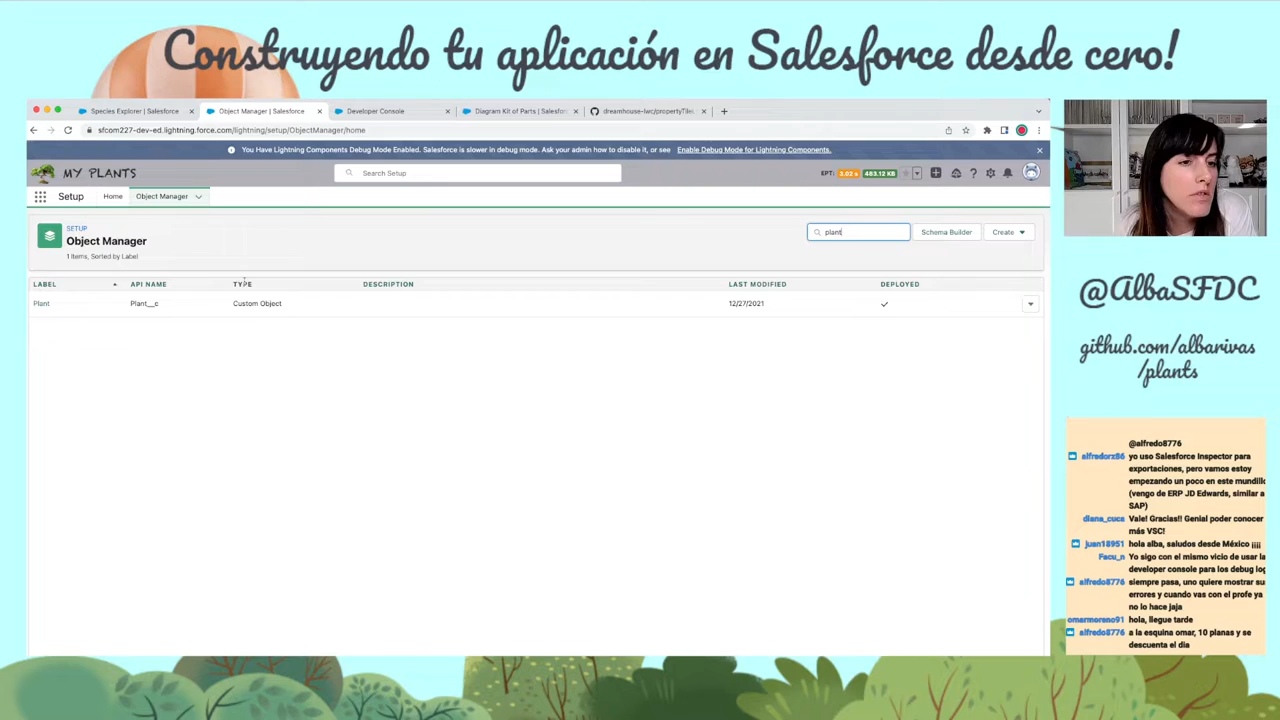 Construyendo tu aplicación en Salesforce desde cero!
Species Explorer | Salesforce
Object Manager | Salesforce
Developer Console
Diagram Kit of Parts | Salesfor
dreamhouse-lwc/propertyTileL
sfcom227-dev-ed.lightning.force.com/lightning/setup/ObjectManager/home
You Have Lightning Components Debug Mode Enabled. Salesforce is slower in debug mode. Ask your admin how to disable it, or see Enable Debug Mode for Lightning Components.
MY PLANTS
Search Setup
EPT: 3.02 s 483.12 KB
Setup Home Object Manager
SETUP
Object Manager
1 Items, Sorted by Label
plant
Schema Builder
Create
LABEL API NAME TYPE DESCRIPTION LAST MODIFIED DEPLOYED
Plant Plant__c Custom Object 12/27/2021
@AlbaSFDC
github.com/albarivas
/plants
@alfredo8776
alfredorz86 yo uso Salesforce Inspector para
exportaciones, pero vamos estoy
empezando un poco en este mundillo
(vengo de ERP JD Edwards, similar a
SAP)
diana_cuca Vale! Gracias!! Genial poder conocer
más VSC!
juan18951 hola alba, saludos desde México ¡¡¡¡
Facu_n Yo sigo con el mismo vicio de usar la
developer console para los debug log
alfredo8776 siempre pasa, uno quiere mostrar su
errores y cuando vas con el profe ya
no lo hace jaja
omarmoreno91 hola, llegue tarde
alfredo8776 a la esquina omar, 10 planas y se
descuenta el dia